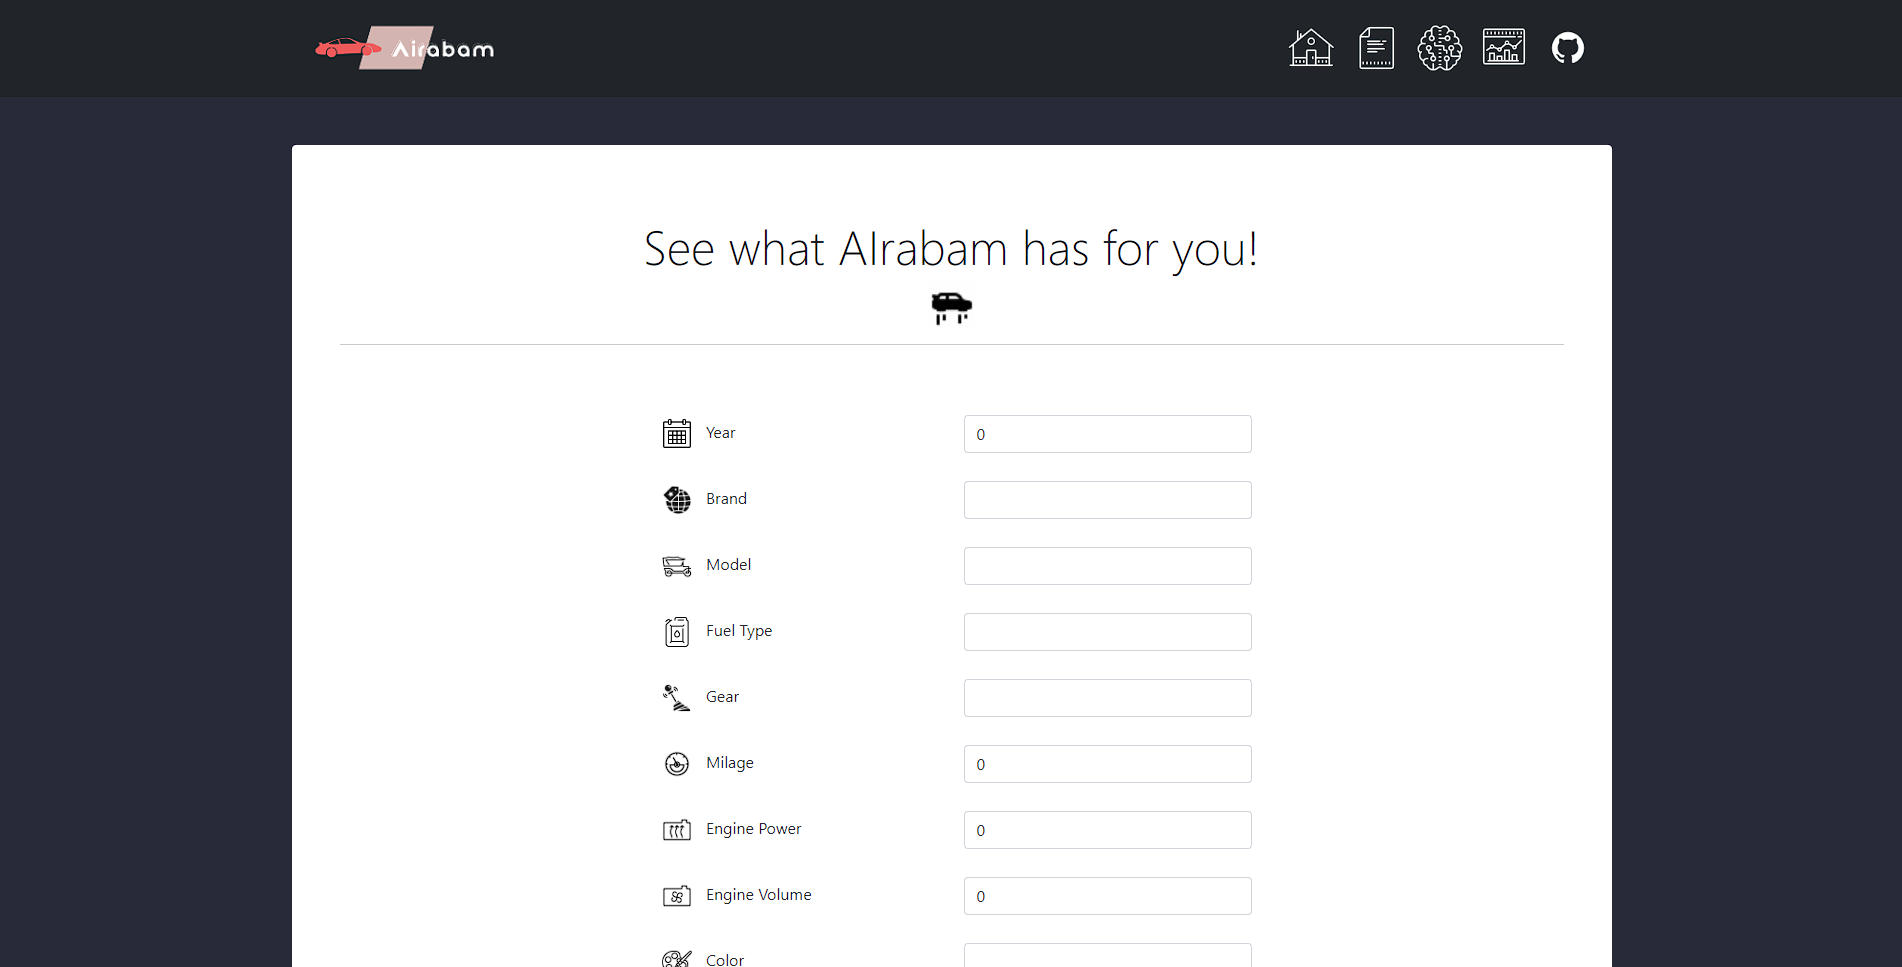 Airabam
See what AIrabam has for you!
Year
0
Brand
Model
Fuel Type
Gear
Milage
0
Engine Power
0
Engine Volume
0
Color